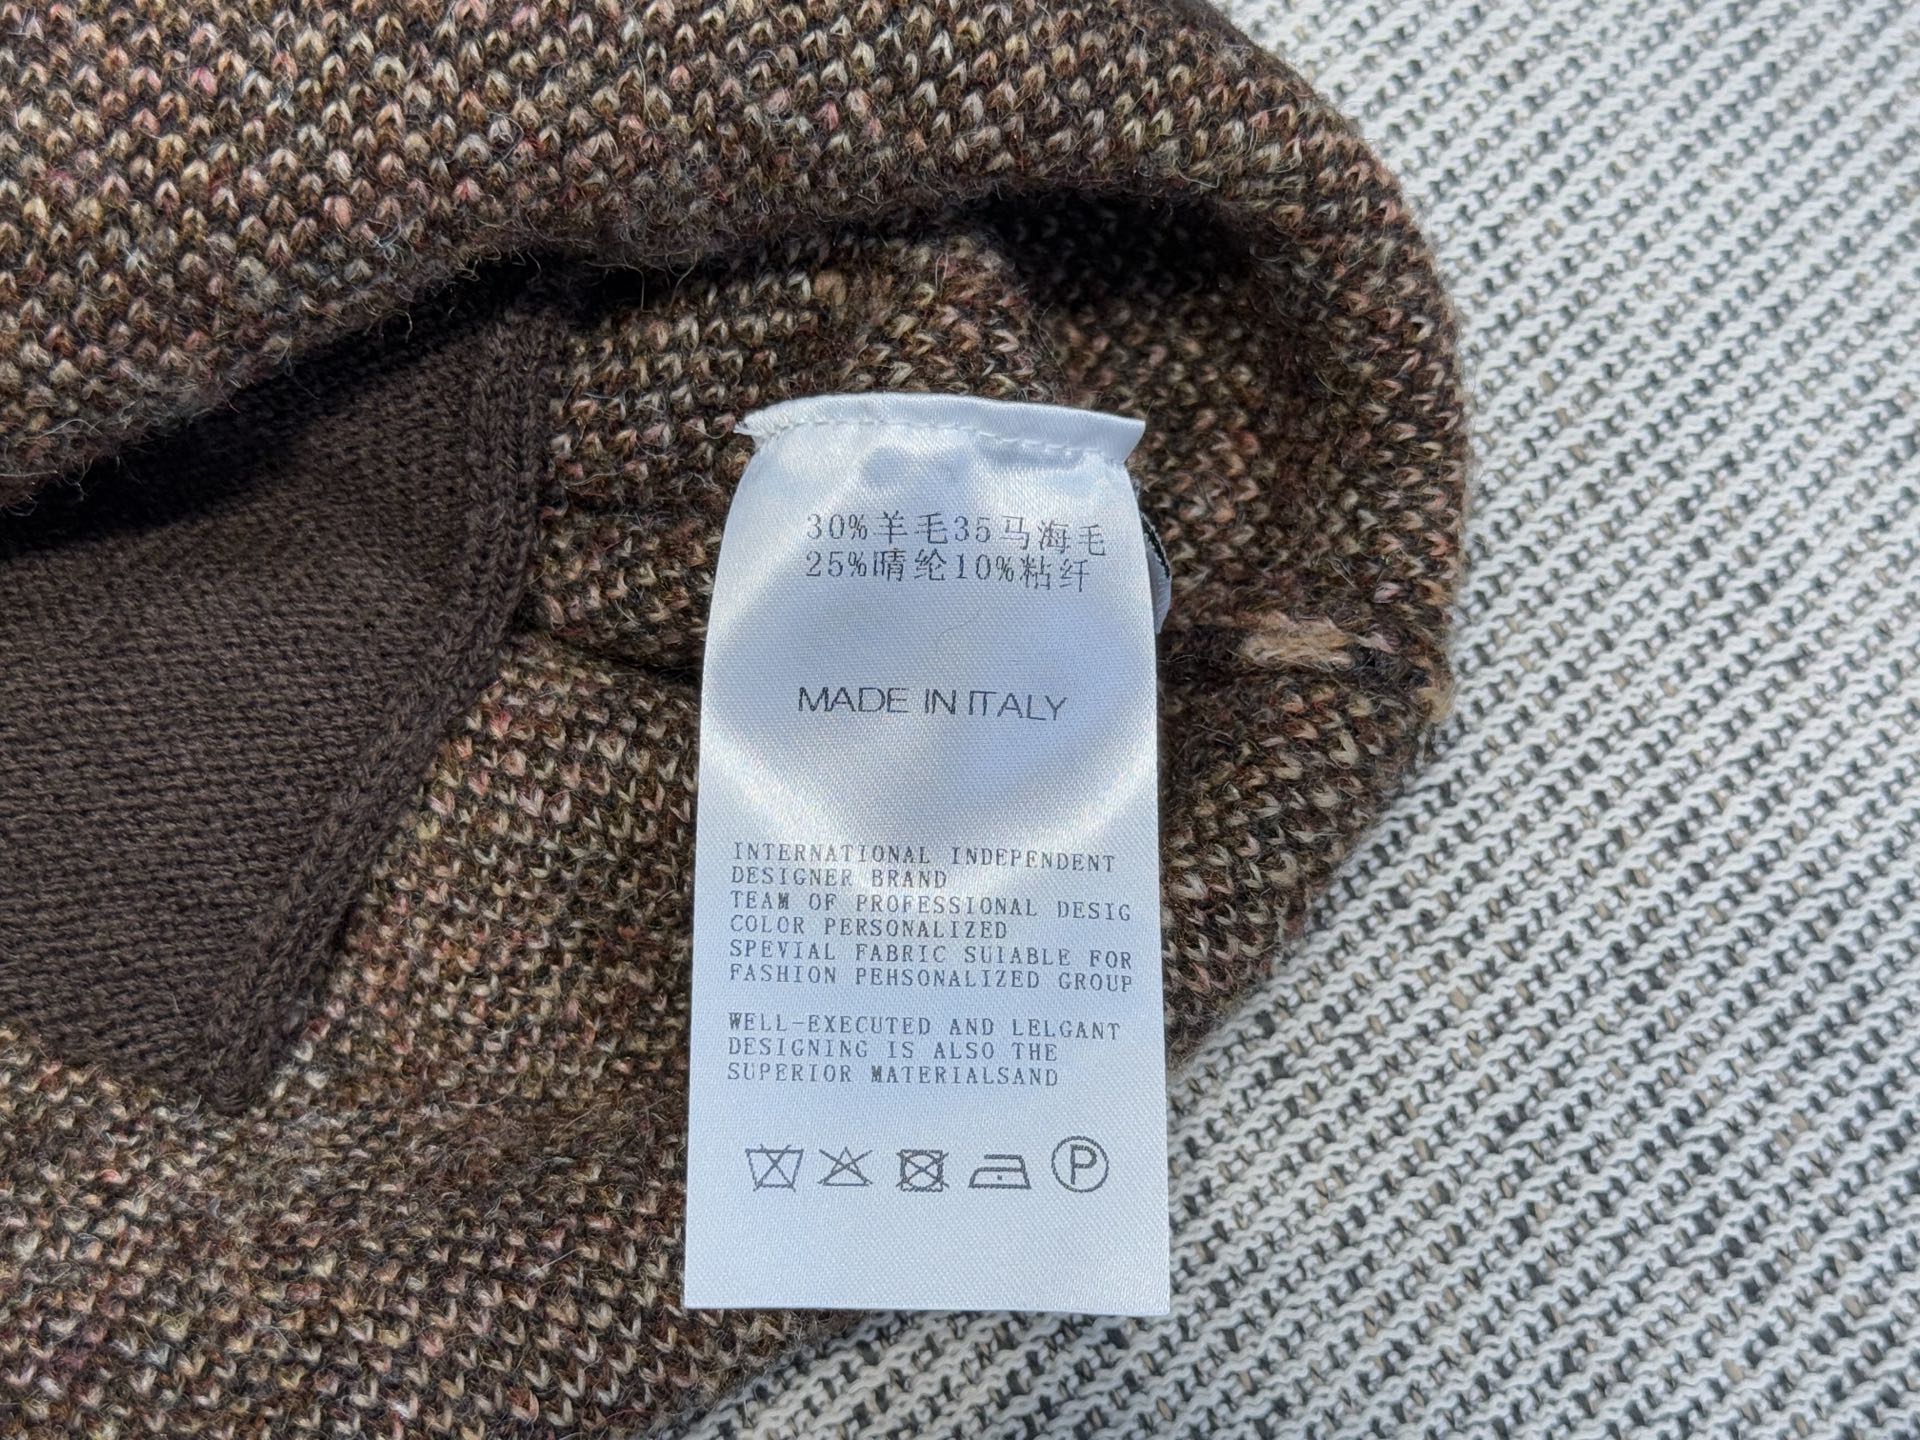 30%羊毛35马海毛
25%晴纶10%粘纤
MADE IN ITALY
INTERNATIONAL INDEPENDENT
DESIGNER BRAND
TEAM OF PROFESSIONAL DESIG
COLOR PERSONALIZED
SPEVIAL FABRIC SUIABLE FOR
FASHION PEHSONALIZED GROUP
WELL-EXECUTED AND LELGANT
DESIGNING IS ALSO THE
SUPERIOR MATERIALSAND
P